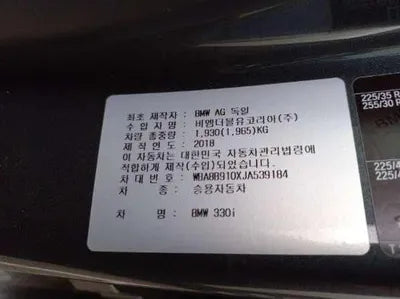 최초 제작자 : BMW AG 독일
수 입 자 명 : 비엠더블유코리아(주)
차량 총중량 : 1,930(1,965)KG
제 작 연 도 : 2018
이 자동차는 대한민국 자동차관리법령에
적합하게 제작(수입)되었습니다.
차 대 번 호 : WBA8B910XJA539184
차 종 : 승용자동차
차 명 : BMW 330i
225/35 R
255/30 R